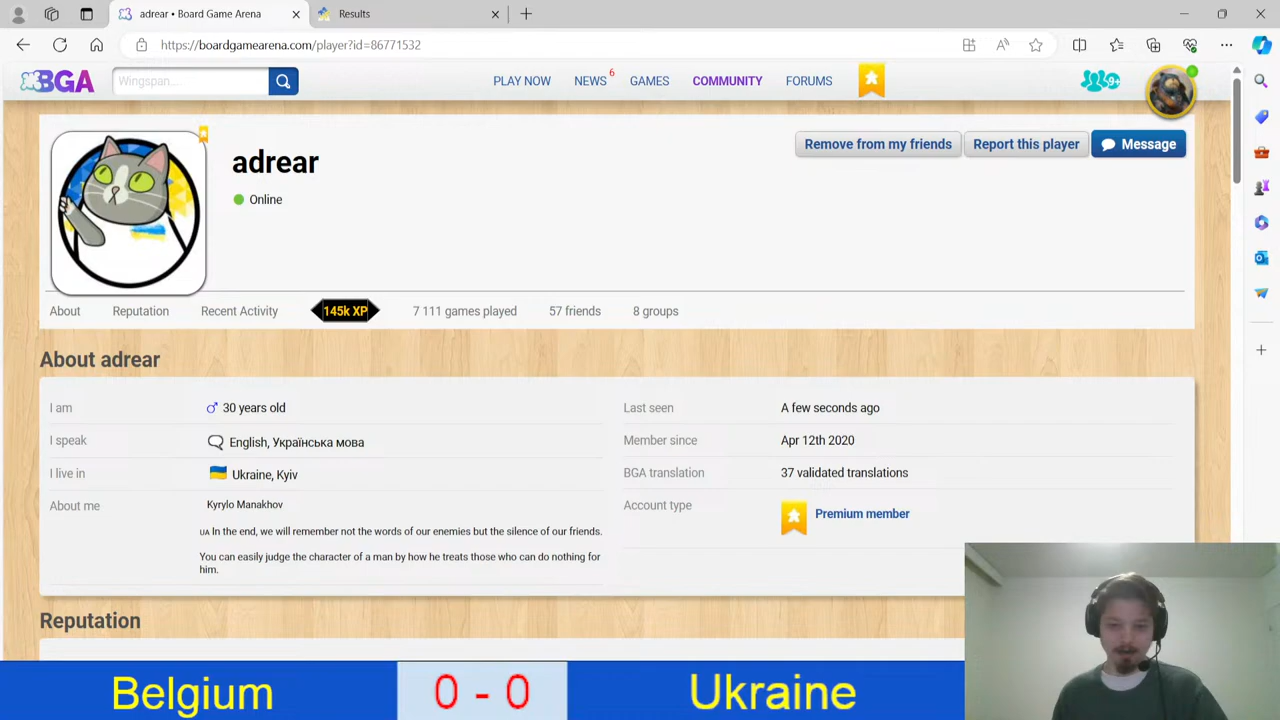 adrear • Board Game Arena
Results
https://boardgamearena.com/player?id=86771532
BGA
Wingspan...
PLAY NOW
NEWS 6
GAMES
COMMUNITY
FORUMS
9+
adrear
Online
Remove from my friends
Report this player
Message
About
Reputation
Recent Activity
145k XP
7 111 games played
57 friends
8 groups
About adrear
I am
♂ 30 years old
I speak
English, Українська мова
I live in
Ukraine, Kyiv
About me
Kyrylo Manakhov
UA In the end, we will remember not the words of our enemies but the silence of our friends.
You can easily judge the character of a man by how he treats those who can do nothing for
him.
Last seen
A few seconds ago
Member since
Apr 12th 2020
BGA translation
37 validated translations
Account type
Premium member
Reputation
Belgium
0 - 0
Ukraine